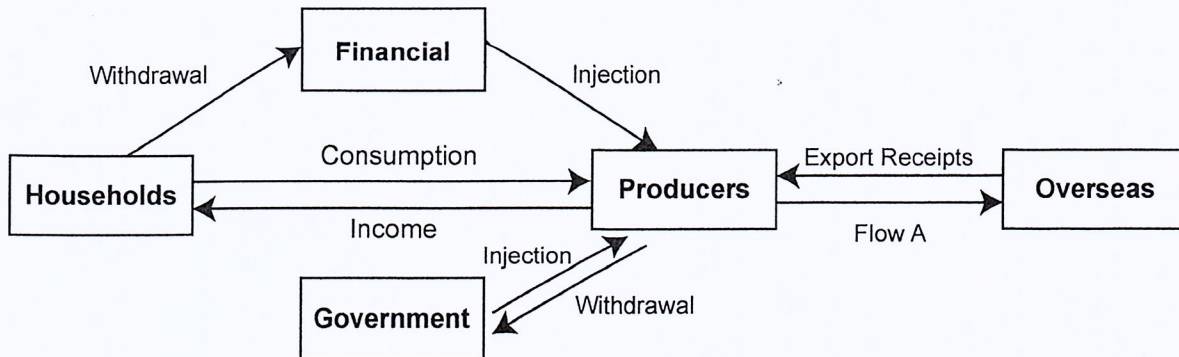 Financial
Withdrawal
Injection
Consumption
Export Receipts
Households
Producers
Overseas
Income
Flow A
Injection
Government
Withdrawal